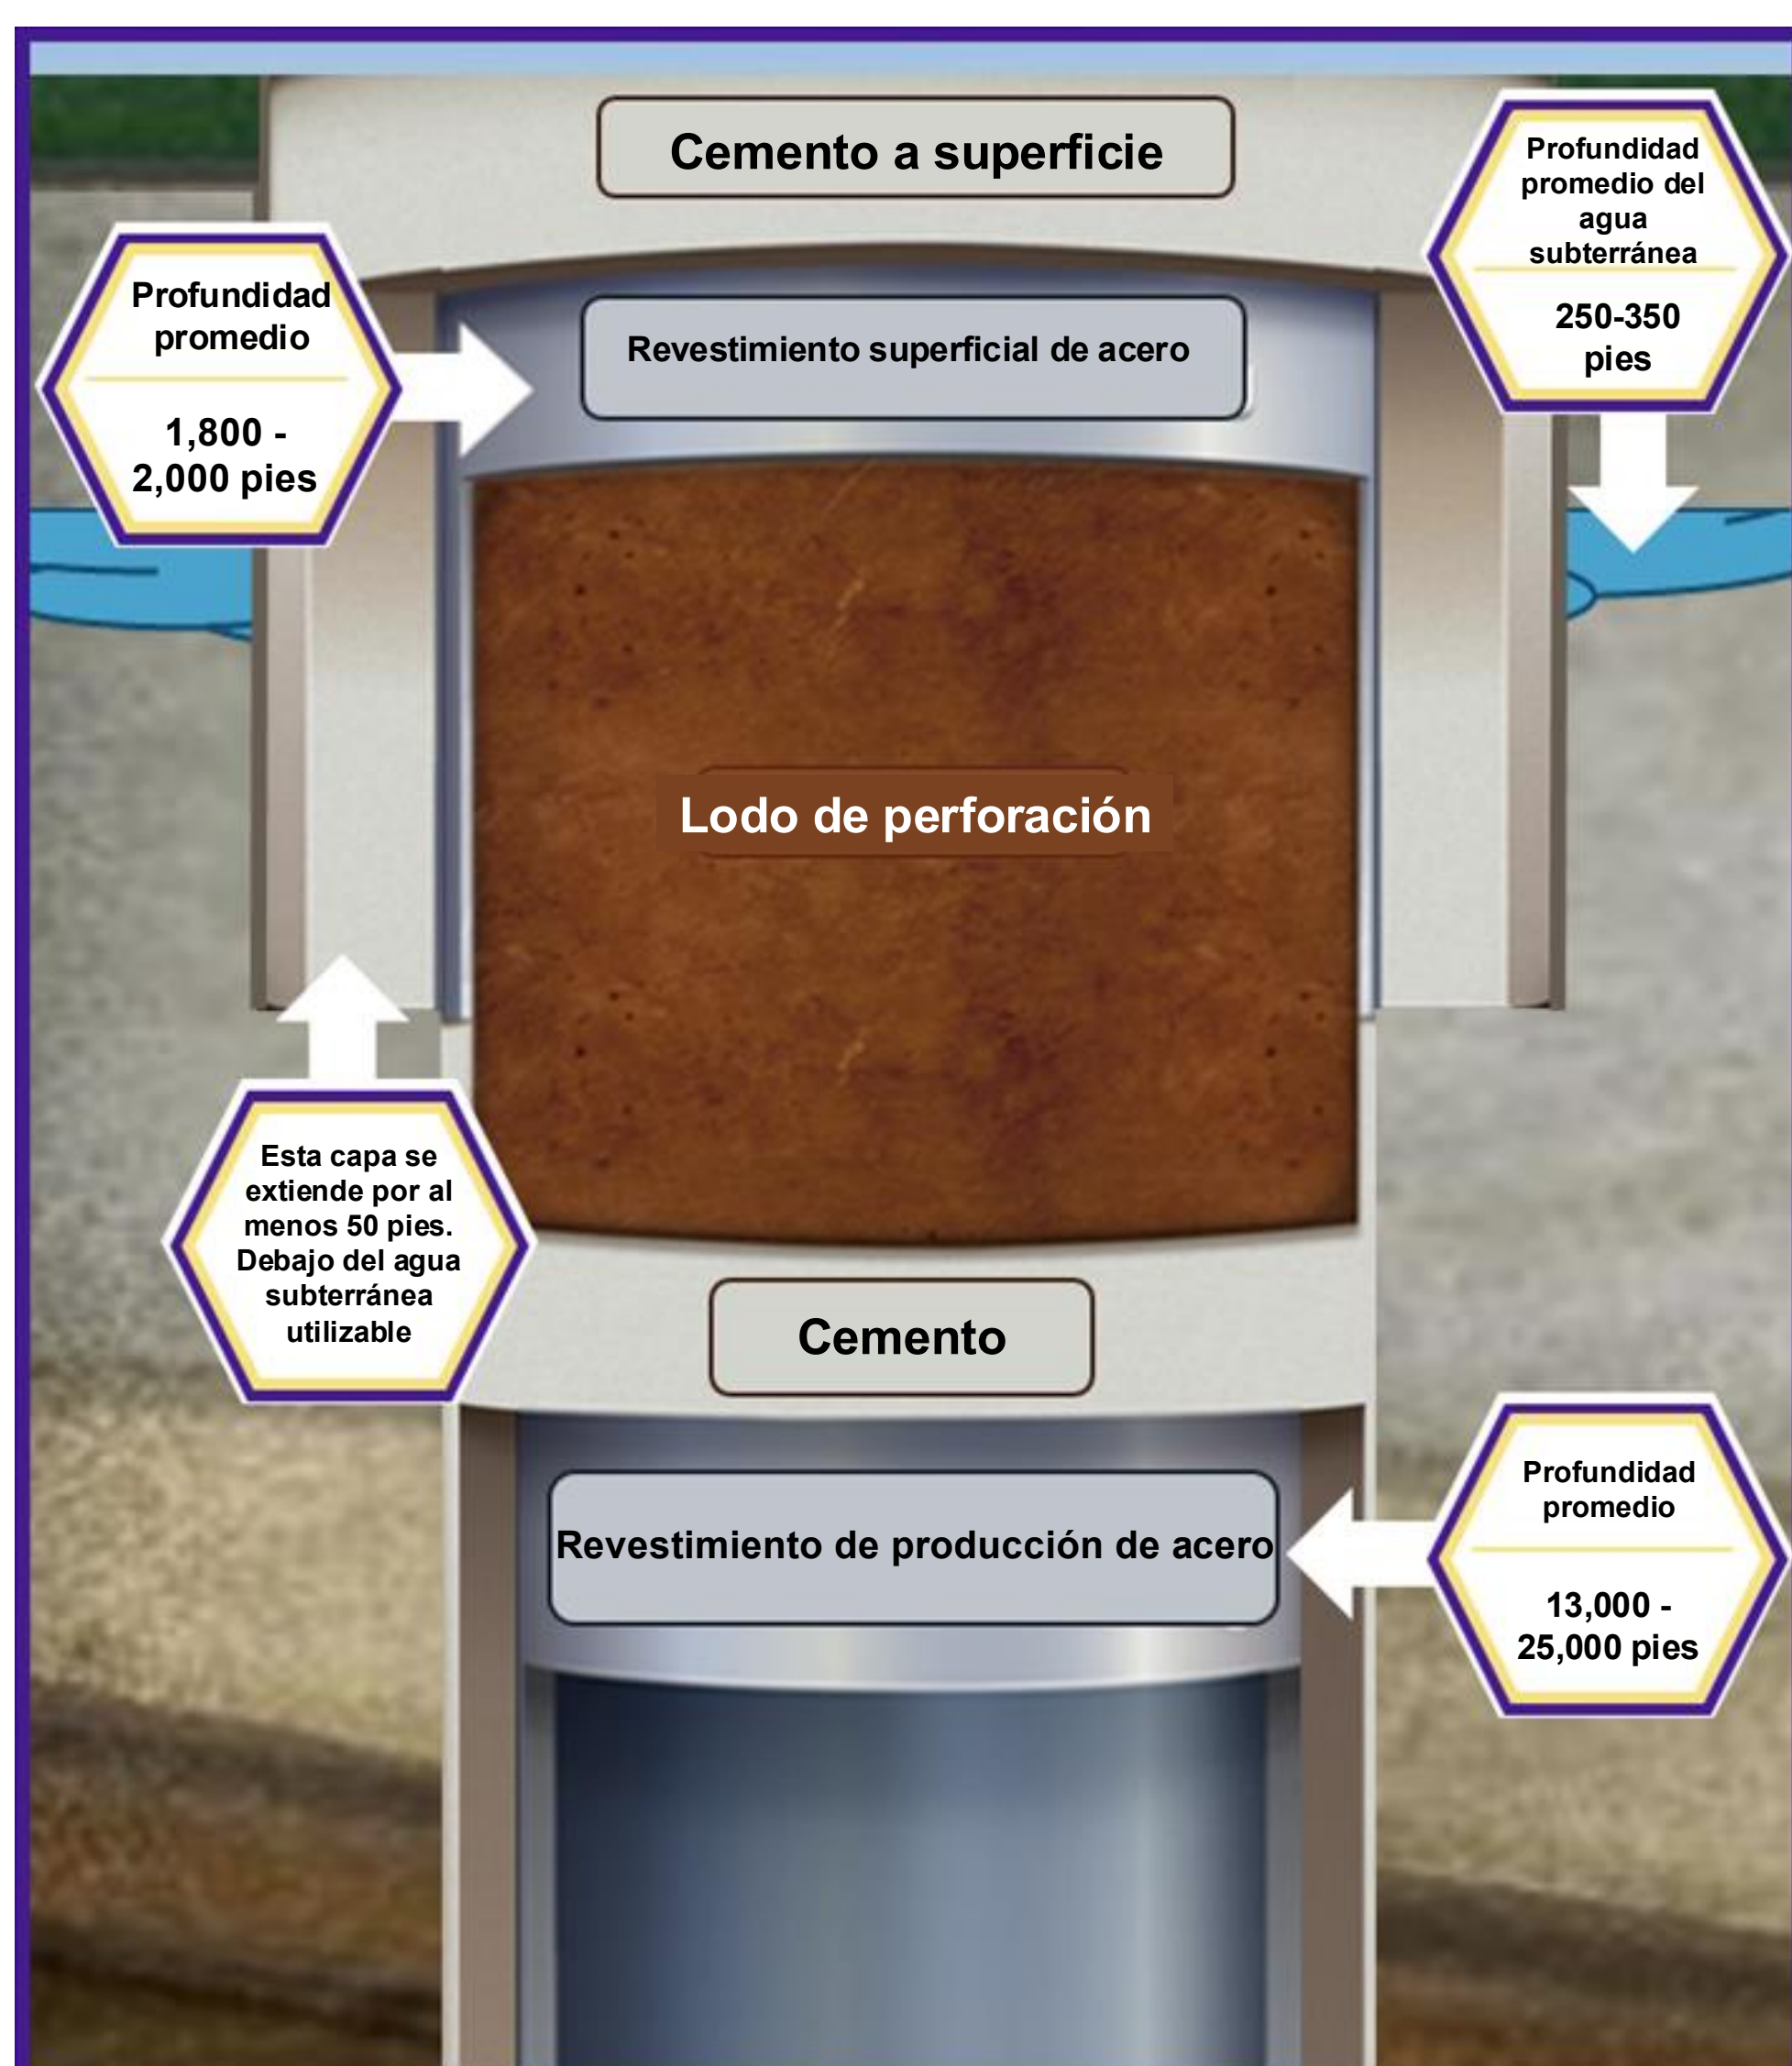 Cemento a superficie
Profundidad
promedio del
agua
subterránea
250-350
pies
Profundidad
promedio
1,800 -
2,000 pies
Revestimiento superficial de acero
Lodo de perforación
Esta capa se
extiende por al
menos 50 pies.
Debajo del agua
subterránea
utilizable
Cemento
Revestimiento de producción de acero
Profundidad
promedio
13,000 -
25,000 pies